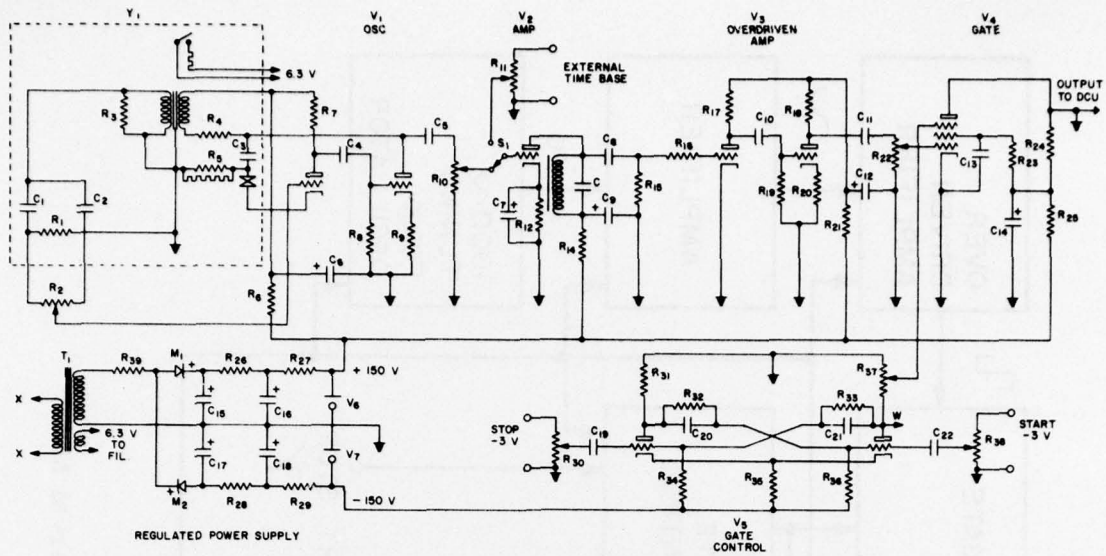 Y1
V1
OSC
V2
AMP
V3
OVERDRIVEN
AMP
V4
GATE
6.3 V
R11
EXTERNAL
TIME BASE
R3
R4
R5
C3
R7
C4
C5
R10
S1
C7
R12
C
C8
C9
R14
R15
R16
R17
C10
R18
C11
R22
C12
C13
R23
R24
OUTPUT
TO DCU
C1
C2
R1
R2
R8
R9
R19
R20
R21
C14
R25
R6
C6
T1
R39
M1
R26
R27
+ 150 V
X
C15
C16
V6
6.3 V
TO
FIL.
X
C17
C18
V7
M2
R28
R29
- 150 V
REGULATED POWER SUPPLY
R31
R37
R32
R33
C20
C21
W
STOP
-3 V
C19
R30
C22
START
-3 V
R38
R34
R35
R36
V5
GATE
CONTROL